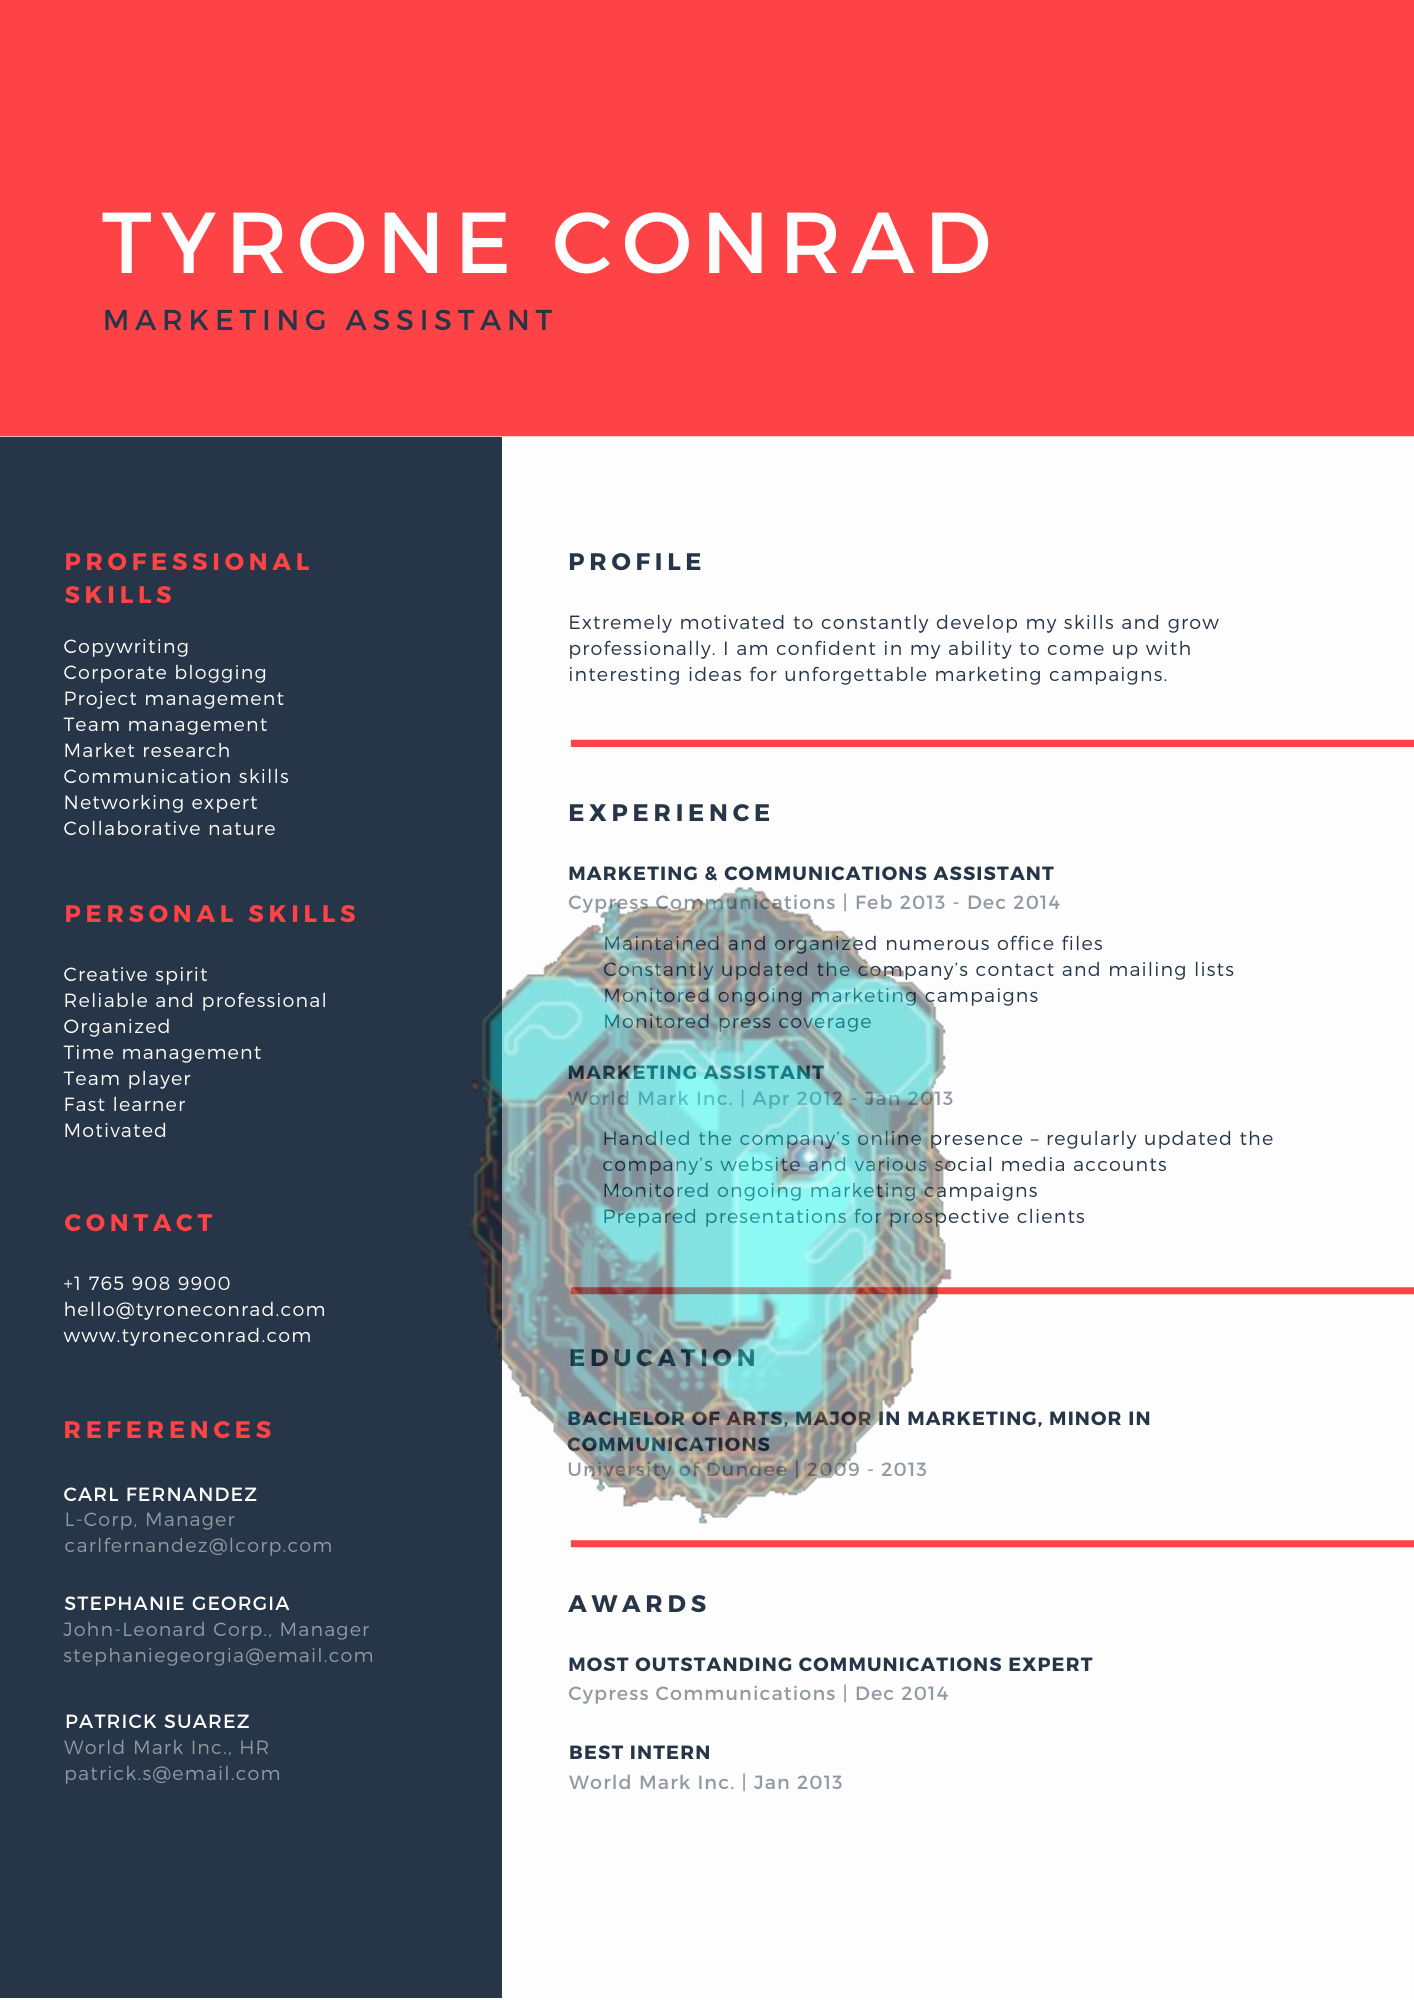 TYRONE CONRAD
MARKETING ASSISTANT
PROFESSIONAL
SKILLS
Copywriting
Corporate blogging
Project management
Team management
Market research
Communication skills
Networking expert
Collaborative nature
PERSONAL SKILLS
Creative spirit
Reliable and professional
Organized
Time management
Team player
Fast learner
Motivated
CONTACT
+1 765 908 9900
hello@tyroneconrad.com
www.tyroneconrad.com
REFERENCES
CARL FERNANDEZ
L-Corp, Manager
carlfernandez@lcorp.com
STEPHANIE GEORGIA
John-Leonard Corp., Manager
stephaniegeorgia@email.com
PATRICK SUAREZ
World Mark Inc., HR
patrick.s@email.com
PROFILE
Extremely motivated to constantly develop my skills and grow
professionally. I am confident in my ability to come up with
interesting ideas for unforgettable marketing campaigns.
EXPERIENCE
MARKETING & COMMUNICATIONS ASSISTANT
Cypress Communications | Feb 2013 - Dec 2014
Maintained and organized numerous office files
Constantly updated the company’s contact and mailing lists
Monitored ongoing marketing campaigns
Monitored press coverage
MARKETING ASSISTANT
World Mark Inc. | Apr 2012 - Jan 2013
Handled the company’s online presence – regularly updated the
company’s website and various social media accounts
Monitored ongoing marketing campaigns
Prepared presentations for prospective clients
EDUCATION
BACHELOR OF ARTS, MAJOR IN MARKETING, MINOR IN
COMMUNICATIONS
University of Dundee | 2009 - 2013
AWARDS
MOST OUTSTANDING COMMUNICATIONS EXPERT
Cypress Communications | Dec 2014
BEST INTERN
World Mark Inc. | Jan 2013